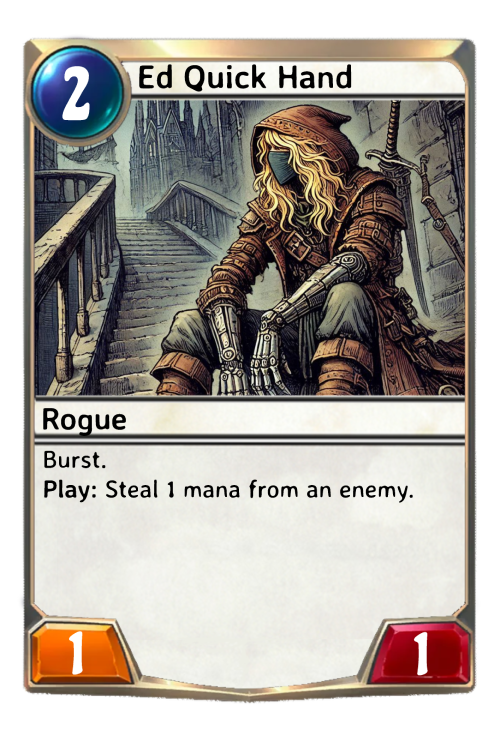 2
Ed Quick Hand
Rogue
Burst.
Play: Steal 1 mana from an enemy.
1
1